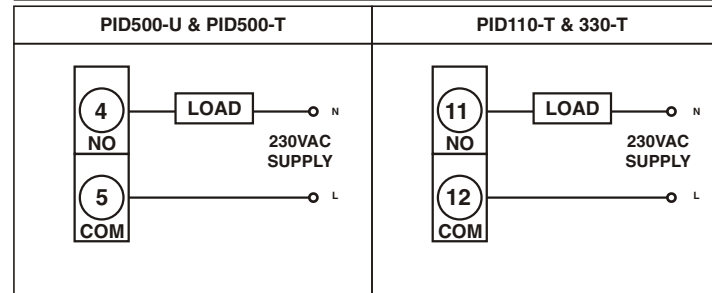 PID500-U & PID500-T
PID110-T & 330-T
4
LOAD
N
NO
230VAC
SUPPLY
5
L
COM
11
LOAD
N
NO
230VAC
SUPPLY
12
L
COM